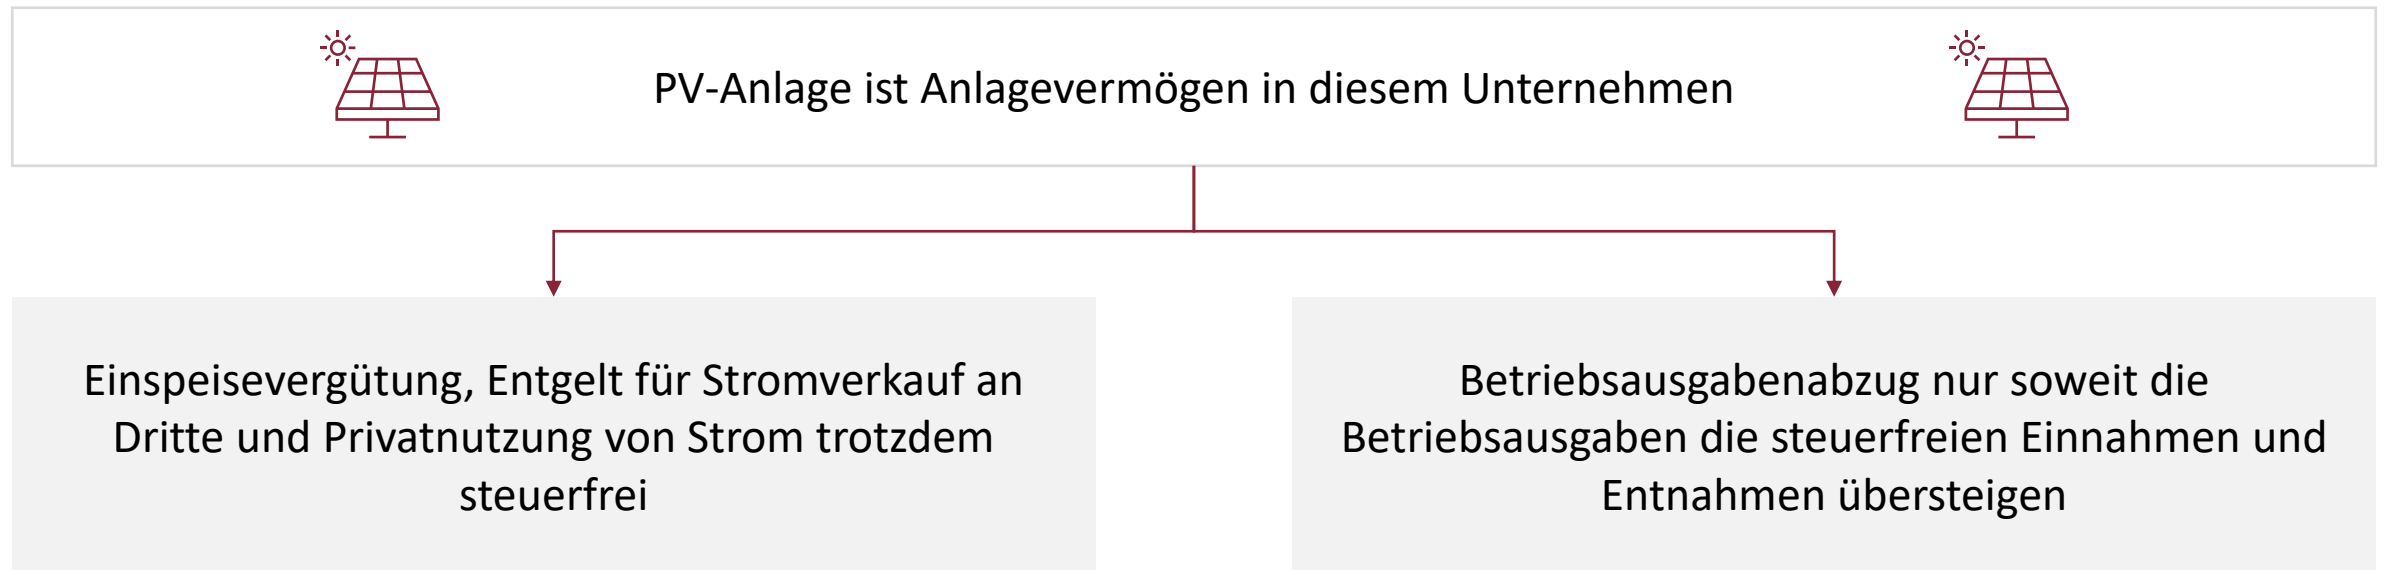 PV-Anlage ist Anlagevermögen in diesem Unternehmen
Einspeisevergütung, Entgelt für Stromverkauf an
Dritte und Privatnutzung von Strom trotzdem
steuerfrei
Betriebsausgabenabzug nur soweit die
Betriebsausgaben die steuerfreien Einnahmen und
Entnahmen übersteigen